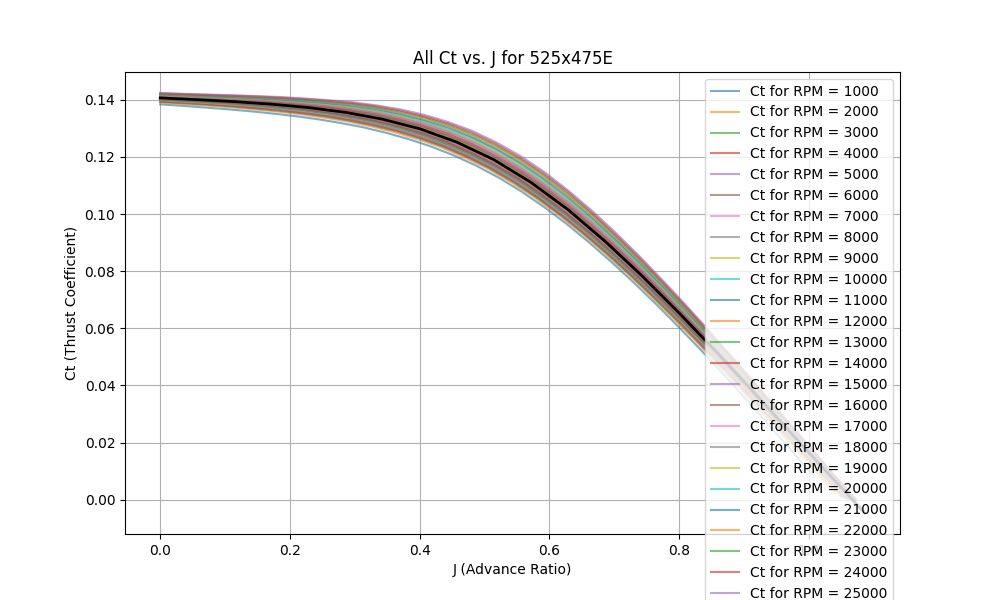 All Ct vs. J for 525x475E
Ct (Thrust Coefficient)
0.14
0.12
0.10
0.08
0.06
0.04
0.02
0.00
0.0 0.2 0.4 0.6 0.8
J (Advance Ratio)
Ct for RPM = 1000
Ct for RPM = 2000
Ct for RPM = 3000
Ct for RPM = 4000
Ct for RPM = 5000
Ct for RPM = 6000
Ct for RPM = 7000
Ct for RPM = 8000
Ct for RPM = 9000
Ct for RPM = 10000
Ct for RPM = 11000
Ct for RPM = 12000
Ct for RPM = 13000
Ct for RPM = 14000
Ct for RPM = 15000
Ct for RPM = 16000
Ct for RPM = 17000
Ct for RPM = 18000
Ct for RPM = 19000
Ct for RPM = 20000
Ct for RPM = 21000
Ct for RPM = 22000
Ct for RPM = 23000
Ct for RPM = 24000
Ct for RPM = 25000